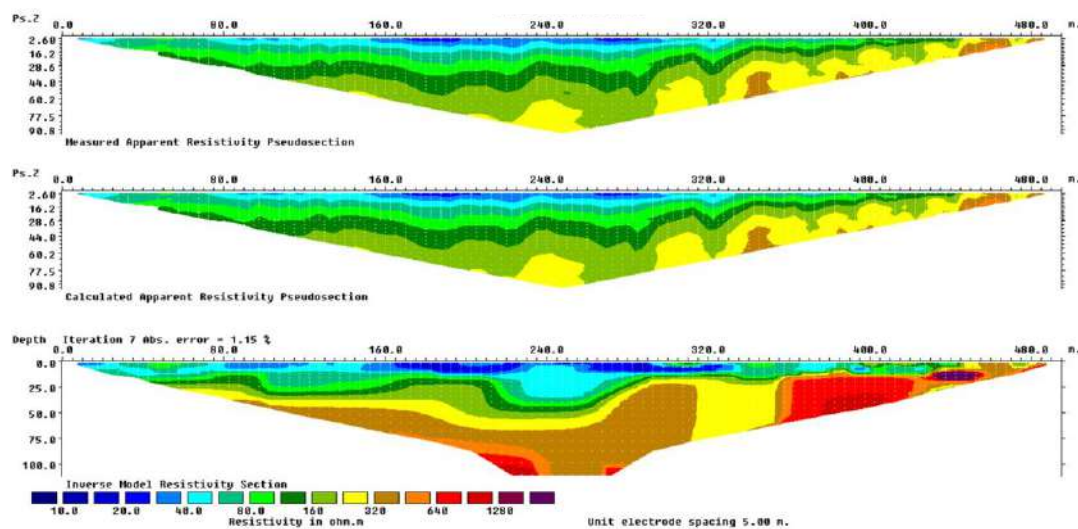 Ps.Z 0.0 80.0 160.0 240.0 320.0 400.0 480.0 m.
2.60
16.2
28.6
44.0
60.2
77.5
90.8
Measured Apparent Resistivity Pseudosection
Ps.Z 0.0 80.0 160.0 240.0 320.0 400.0 480.0 m.
2.60
16.2
28.6
44.0
60.2
77.5
90.8
Calculated Apparent Resistivity Pseudosection
Depth Iteration 7 Abs. error = 1.15 %
0.0 80.0 160.0 240.0 320.0 400.0 480.0 m.
0.0
25.0
50.0
75.0
100.0
Inverse Model Resistivity Section
10.0 20.0 40.0 80.0 160 320 640 1280
Resistivity in ohm.m Unit electrode spacing 5.00 m.